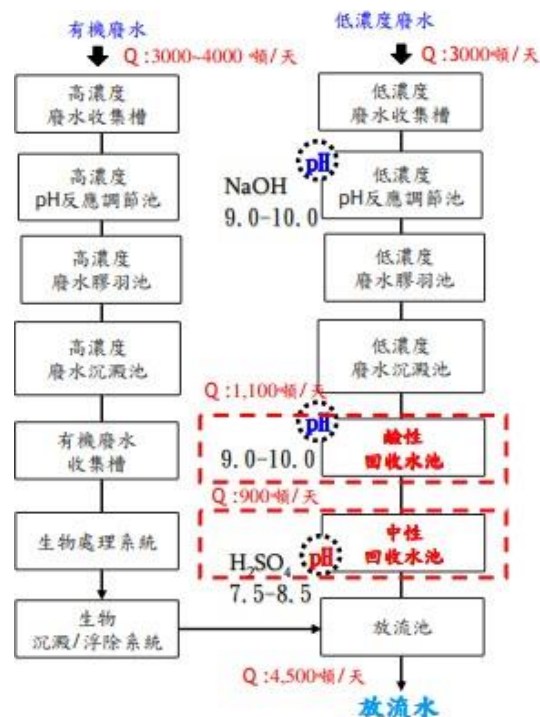 有機廢水
Q:3000~4000噸/天
高濃度
廢水收集槽
高濃度
pH反應調節池
高濃度
廢水膠羽池
高濃度
廢水沉澱池
有機廢水
收集槽
生物處理系統
生物
沉澱/浮除系統
低濃度廢水
Q:3000噸/天
低濃度
廢水收集槽
pH
NaOH
9.0-10.0
低濃度
pH反應調節池
低濃度
廢水膠羽池
低濃度
廢水沉澱池
Q:1,100噸/天
pH
9.0-10.0
鹼性
回收水池
Q:900噸/天
中性
回收水池
H₂SO₄
pH
7.5-8.5
放流池
Q:4,500噸/天
放流水